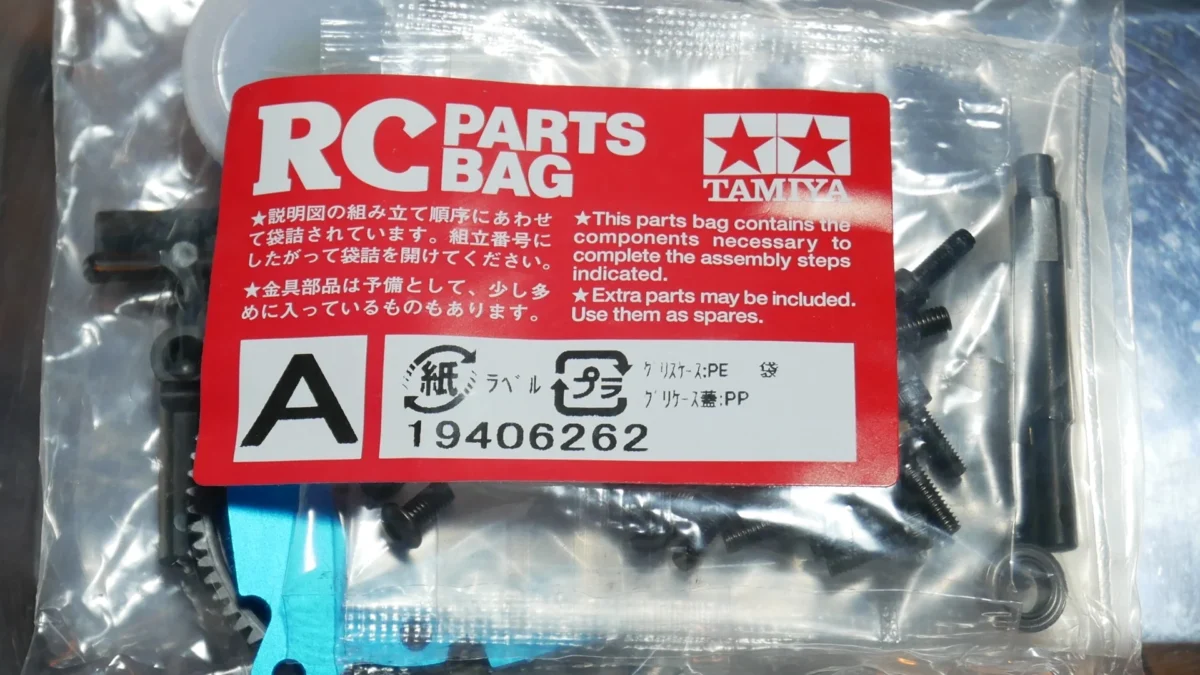 RC PARTS
BAG
TAMIYA
★説明図の組み立て順序にあわせ
て袋詰されています。組立番号に
したがって袋詰を開けてください。
★金具部品は予備として、少し多
めに入っているものもあります。
★This parts bag contains the
components necessary to
complete the assembly steps
indicated.
★Extra parts may be included.
Use them as spares.
A
紙 ラベル プラ ｸﾞﾘｽｹｰｽ:PE 袋
ｸﾞﾘｹｰｽ蓋:PP
19406262